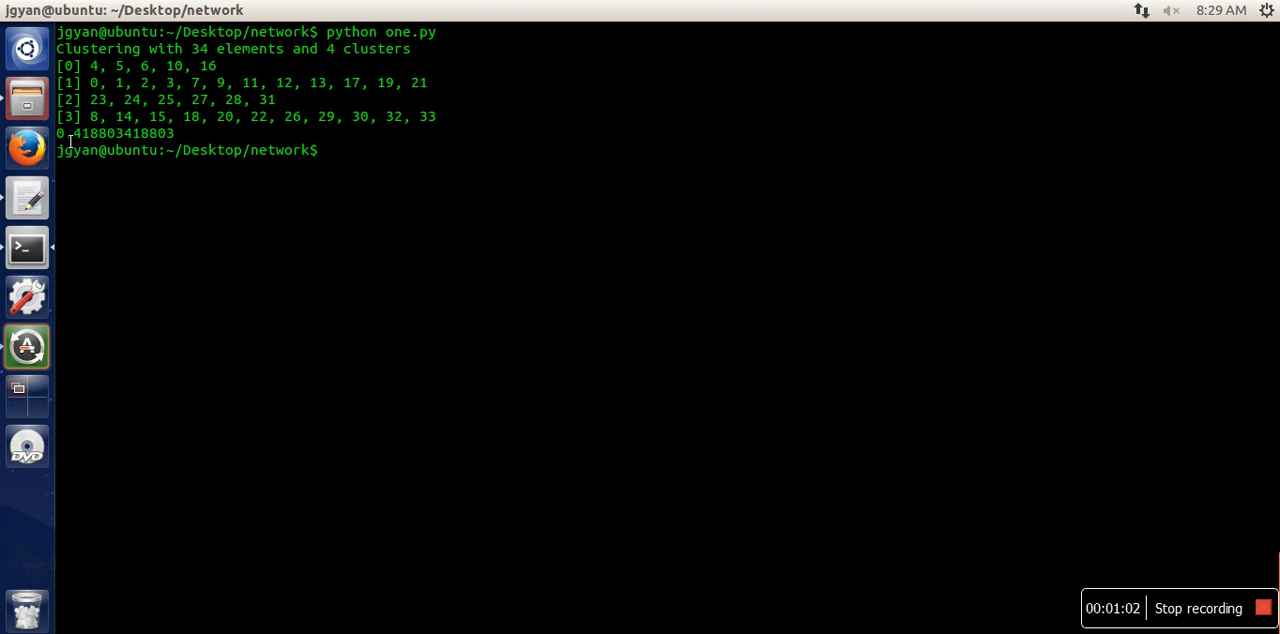 jgyan@ubuntu: ~/Desktop/network
8:29 AM
jgyan@ubuntu:~/Desktop/network$ python one.py
Clustering with 34 elements and 4 clusters
[0] 4, 5, 6, 10, 16
[1] 0, 1, 2, 3, 7, 9, 11, 12, 13, 17, 19, 21
[2] 23, 24, 25, 27, 28, 31
[3] 8, 14, 15, 18, 20, 22, 26, 29, 30, 32, 33
0.418803418803
jgyan@ubuntu:~/Desktop/network$
DVD
00:01:02 Stop recording